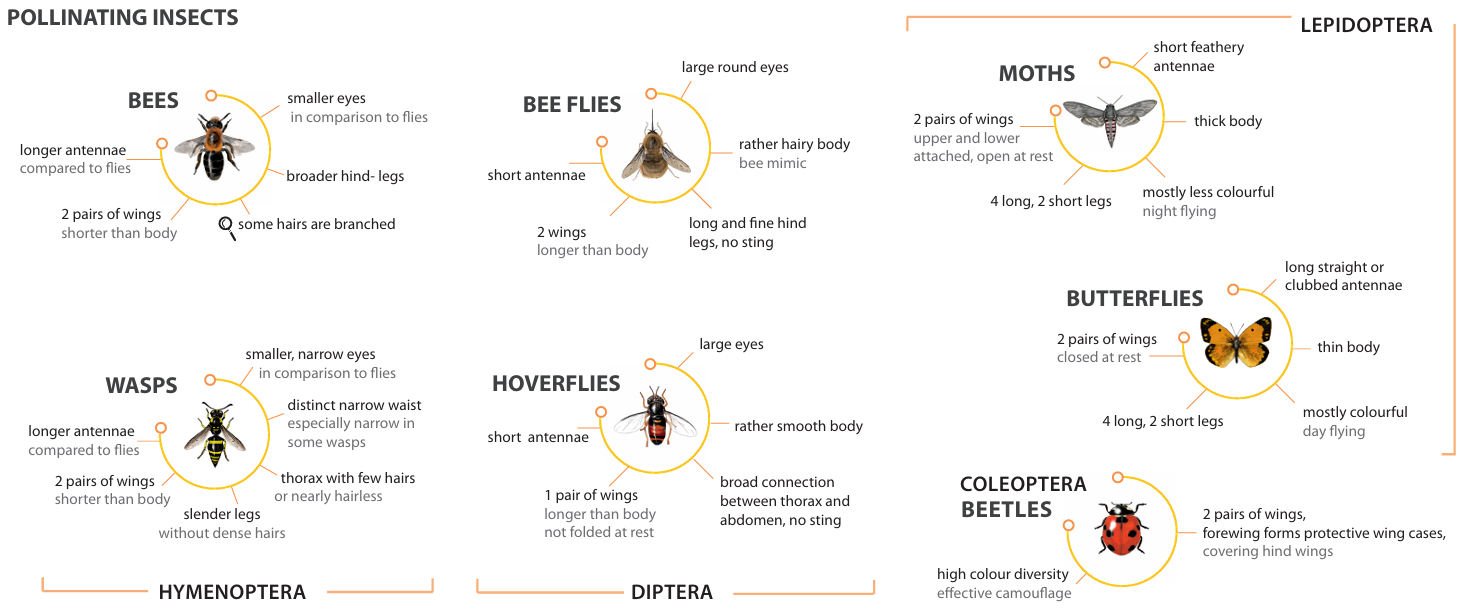 POLLINATING INSECTS
BEES
smaller eyes
in comparison to flies
longer antennae
compared to flies
broader hind- legs
2 pairs of wings
shorter than body
some hairs are branched
WASPS
smaller, narrow eyes
in comparison to flies
distinct narrow waist
especially narrow in
some wasps
longer antennae
compared to flies
thorax with few hairs
or nearly hairless
2 pairs of wings
shorter than body
slender legs
without dense hairs
HYMENOPTERA
BEE FLIES
large round eyes
rather hairy body
bee mimic
short antennae
long and fine hind
legs, no sting
2 wings
longer than body
HOVERFLIES
large eyes
short antennae
rather smooth body
1 pair of wings
longer than body
not folded at rest
broad connection
between thorax and
abdomen, no sting
DIPTERA
LEPIDOPTERA
MOTHS
short feathery
antennae
2 pairs of wings
upper and lower
attached, open at rest
thick body
4 long, 2 short legs
mostly less colourful
night flying
BUTTERFLIES
long straight or
clubbed antennae
2 pairs of wings
closed at rest
thin body
4 long, 2 short legs
mostly colourful
day flying
COLEOPTERA
BEETLES
2 pairs of wings,
forewing forms protective wing cases,
covering hind wings
high colour diversity
effective camouflage